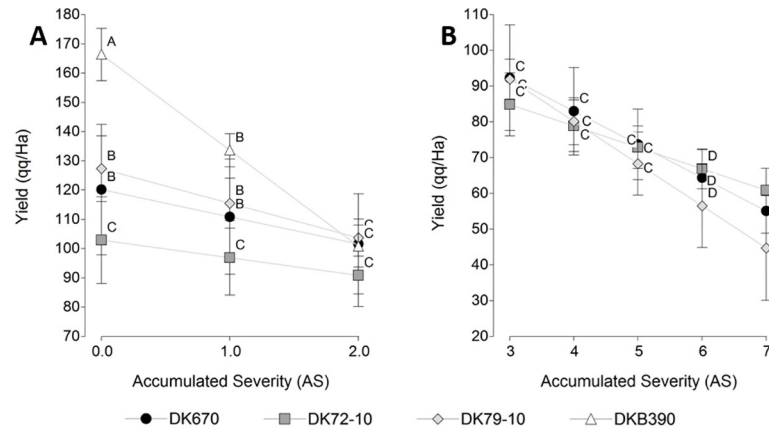 A
B
180
170
160
150
140
130
120
110
100
90
80
70
Yield (qq/Ha)
A
B
B
B
B
B
B
C
C
C
C
C
0.0
1.0
2.0
Accumulated Severity (AS)
110
100
90
80
70
60
50
40
30
20
Yield (qq/Ha)
C
C
C
C
C
C
C
C
C
D
D
D
3
4
5
6
7
Accumulated Severity (AS)
DK670
DK72-10
DK79-10
DKB390